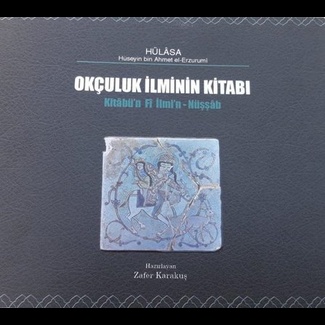 HÜLÂSA
Hüseyin bin Ahmet el-Erzurumî
OKÇULUK İLMİNİN KİTABI
Kitâbü'n Fî İlmi'n - Nüşşâb
Hazırlayan
Zafer Karakuş